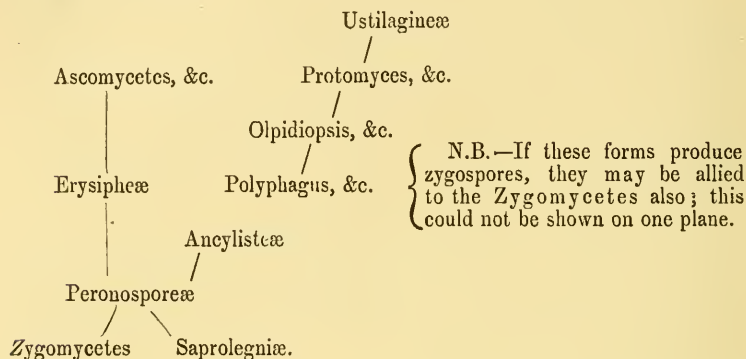 Ustilagineæ
Ascomycetes, &c.
Protomyces, &c.
Olpidiopsis, &c.
Erysipheæ
Polyphagus, &c.
N.B.—If these forms produce
zygospores, they may be allied
to the Zygomycetes also; this
could not be shown on one plane.
Ancylisteæ
Peronosporeæ
Zygomycetes
Saprolegniæ.